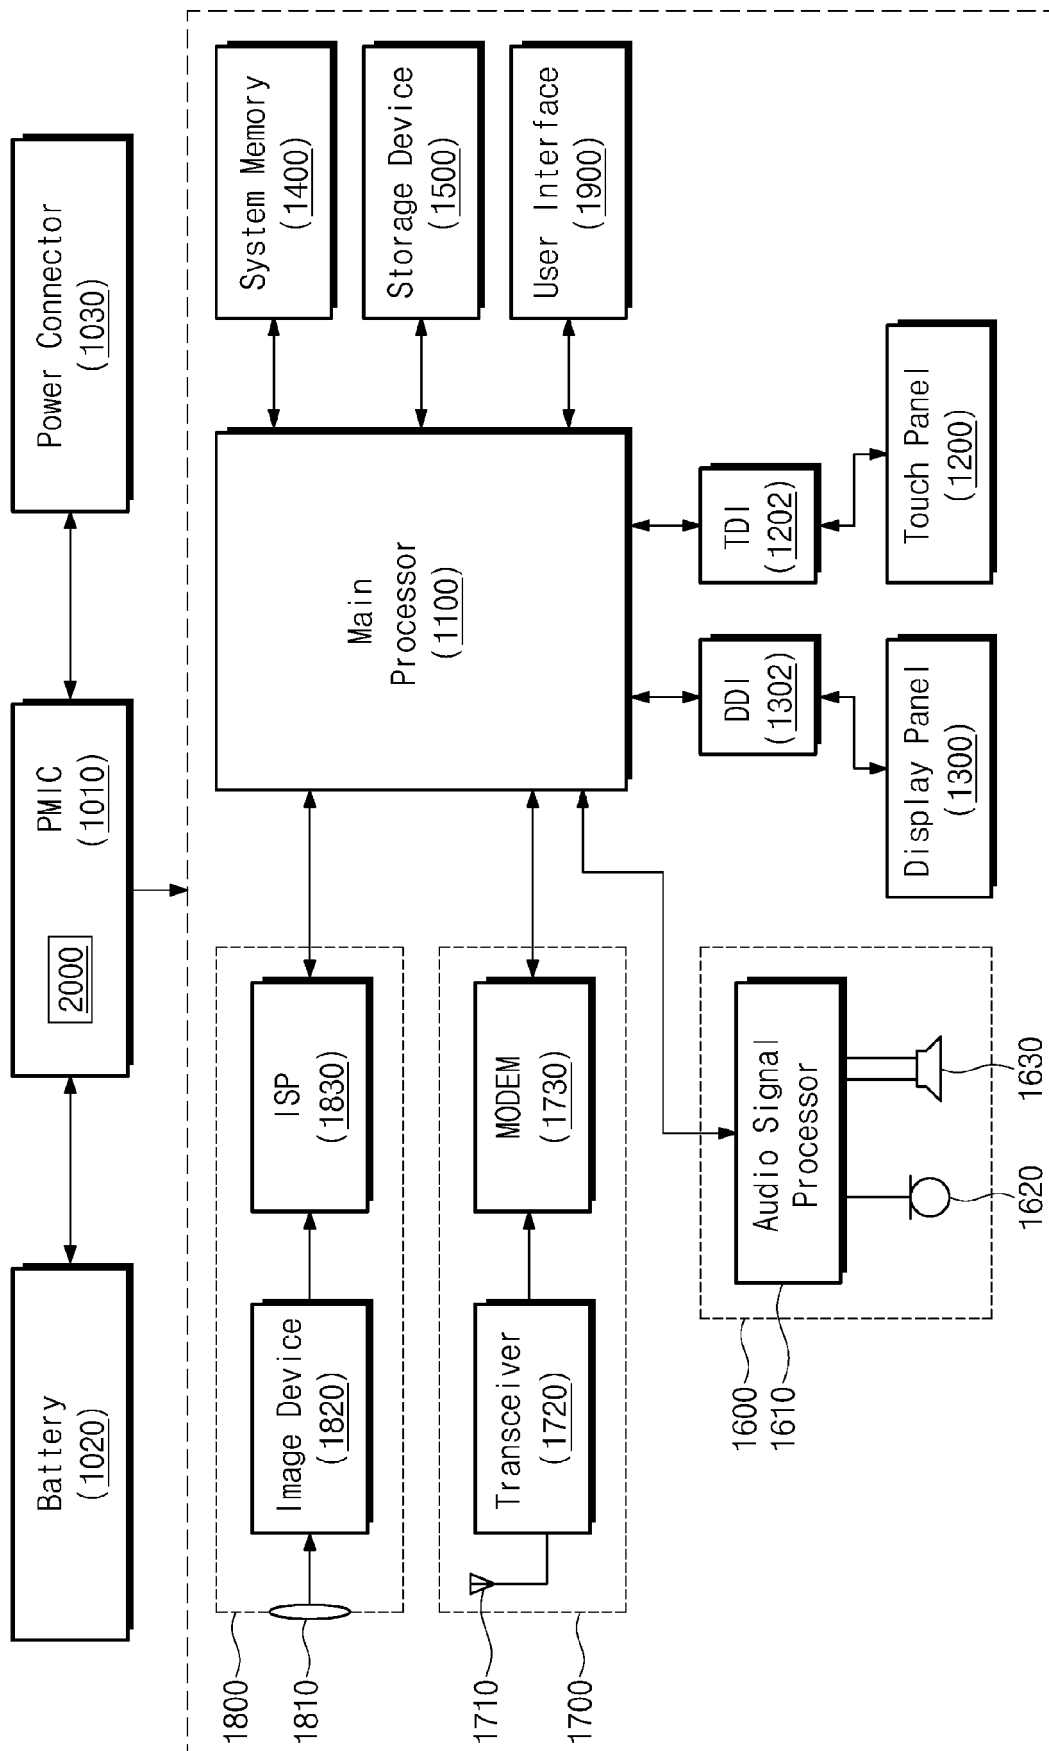 Battery
(1020)
2000
PMIC
(1010)
Power Connector
(1030)
1800
1810
Image Device
(1820)
ISP
(1830)
1710
1700
Transceiver
(1720)
MODEM
(1730)
Main
Processor
(1100)
System Memory
(1400)
Storage Device
(1500)
User Interface
(1900)
1600
1610
Audio Signal
Processor
1620
1630
DDI
(1302)
TDI
(1202)
Display Panel
(1300)
Touch Panel
(1200)